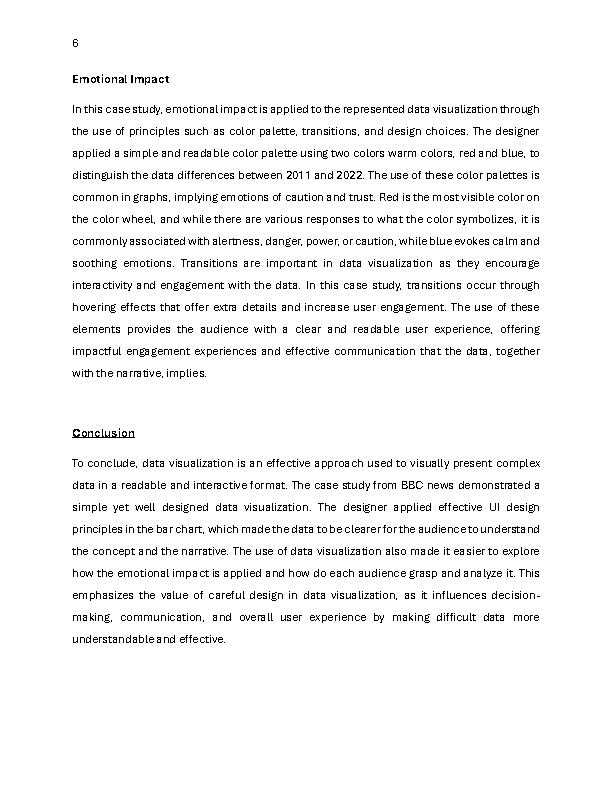 6
Emotional Impact
In this case study, emotional impact is applied to the represented data visualization through
the use of principles such as color palette, transitions, and design choices. The designer
applied a simple and readable color palette using two colors warm colors, red and blue, to
distinguish the data differences between 2011 and 2022. The use of these color palettes is
common in graphs, implying emotions of caution and trust. Red is the most visible color on
the color wheel, and while there are various responses to what the color symbolizes, it is
commonly associated with alertness, danger, power, or caution, while blue evokes calm and
soothing emotions. Transitions are important in data visualization as they encourage
interactivity and engagement with the data. In this case study, transitions occur through
hovering effects that offer extra details and increase user engagement. The use of these
elements provides the audience with a clear and readable user experience, offering
impactful engagement experiences and effective communication that the data, together
with the narrative, implies.
Conclusion
To conclude, data visualization is an effective approach used to visually present complex
data in a readable and interactive format. The case study from BBC news demonstrated a
simple yet well designed data visualization. The designer applied effective UI design
principles in the bar chart, which made the data to be clearer for the audience to understand
the concept and the narrative. The use of data visualization also made it easier to explore
how the emotional impact is applied and how do each audience grasp and analyze it. This
emphasizes the value of careful design in data visualization, as it influences decision-
making, communication, and overall user experience by making difficult data more
understandable and effective.